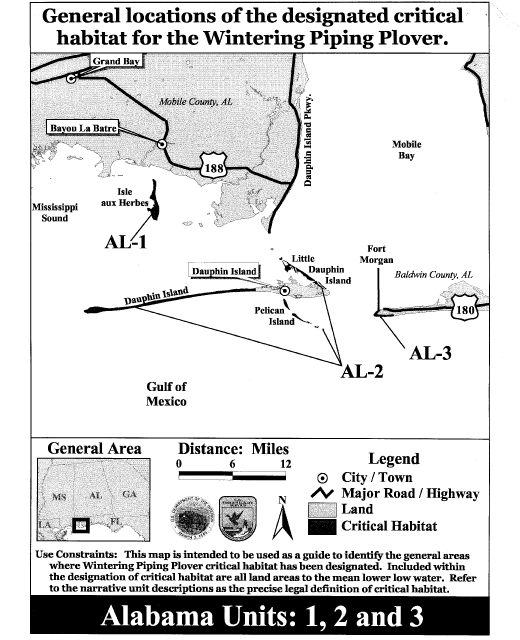 General locations of the designated critical
habitat for the Wintering Piping Plover.
Grand Bay
Mobile County, AL
Bayou La Batre
188
Dauphin Island Pkwy.
Mobile
Bay
Isle
aux Herbes
Mississippi
Sound
AL-1
Little
Dauphin
Island
Fort
Morgan
Dauphin Island
Baldwin County, AL
Dauphin Island
Pelican
Island
180
AL-3
AL-2
Gulf of
Mexico
General Area
MS
AL
GA
LA
FL
Distance: Miles
0 6 12
N
Legend
City / Town
Major Road / Highway
Land
Critical Habitat
Use Constraints: This map is intended to be used as a guide to identify the general areas
where Wintering Piping Plover critical habitat has been designated. Included within
the designation of critical habitat are all land areas to the mean lower low water. Refer
to the narrative unit descriptions as the precise legal definition of critical habitat.
Alabama Units: 1, 2 and 3